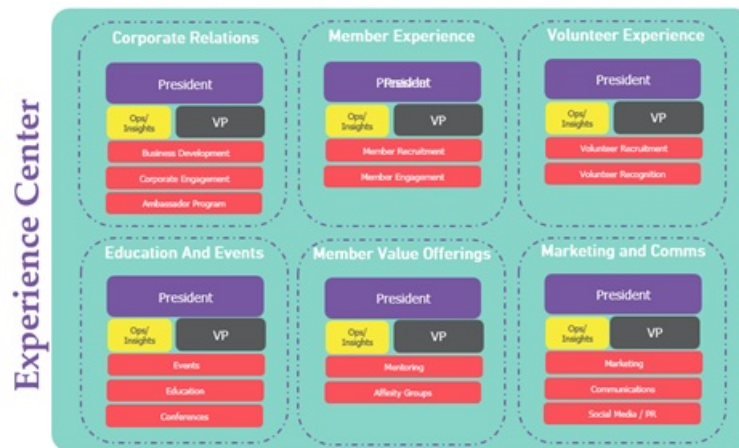 Experience Center
Corporate Relations
President
Ops/
Insights
VP
Business Development
Corporate Engagement
Ambassador Program
Member Experience
President
Ops/
Insights
VP
Member Recruitment
Member Engagement
Volunteer Experience
President
Ops/
Insights
VP
Volunteer Recruitment
Volunteer Recognition
Education And Events
President
Ops/
Insights
VP
Events
Education
Conferences
Member Value Offerings
President
Ops/
Insights
VP
Mentoring
Affesity Groups
Marketing and Comms
President
Ops/
Insights
VP
Marketing
Communications
Social Media / PR